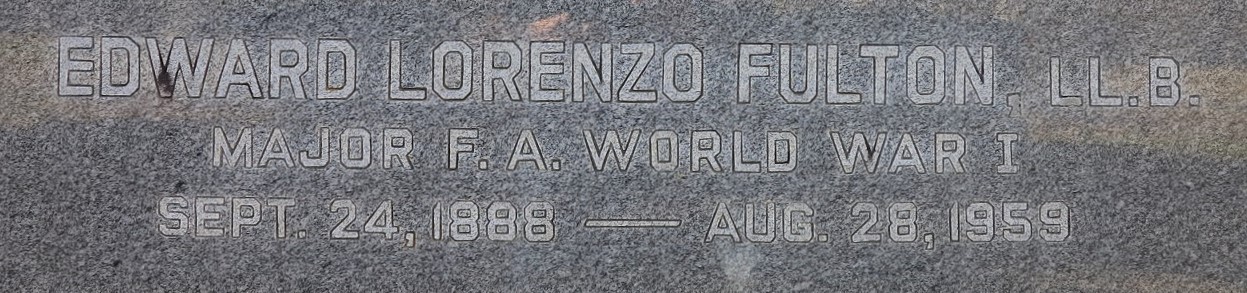 EDWARD LORENZO FULTON, LL.B.
MAJOR F. A. WORLD WAR I
SEPT. 24, 1888 — AUG. 28, 1959